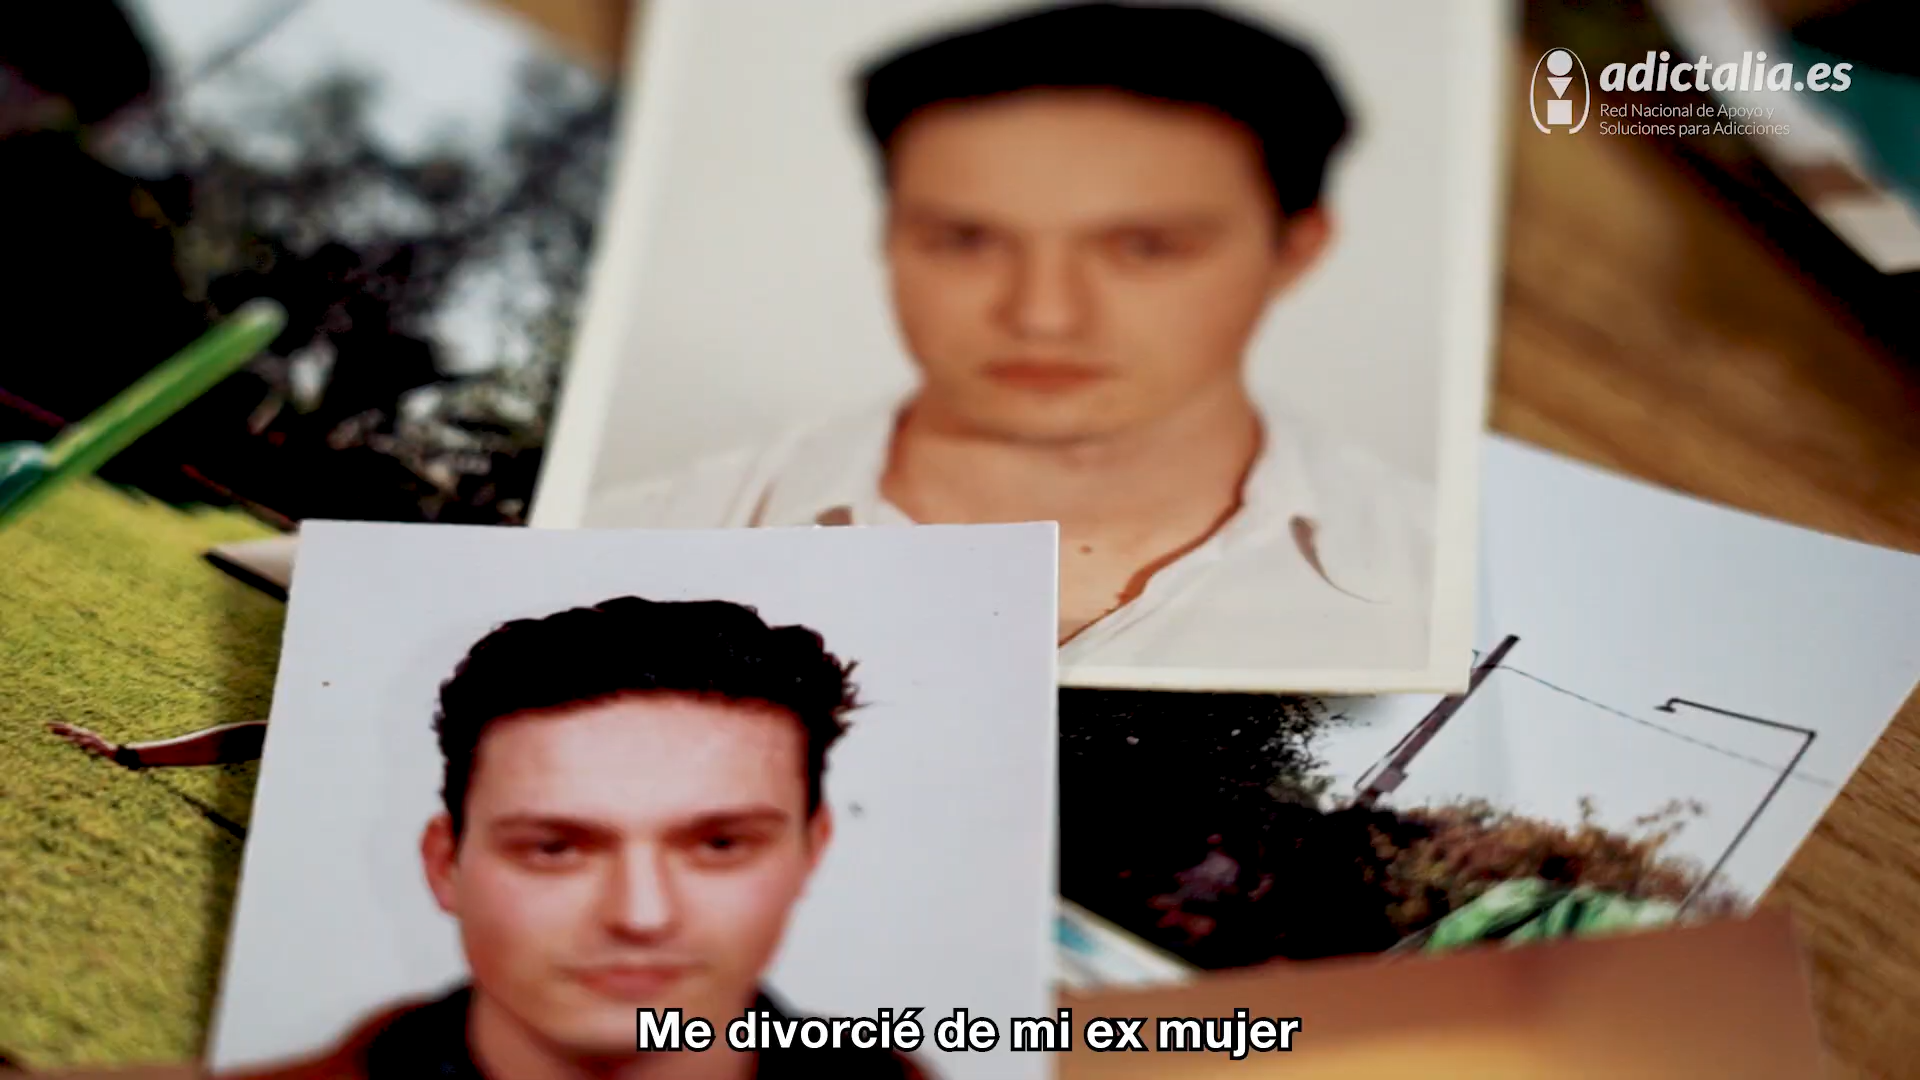 adictalia.es
Red Nacional de Apoyo y
Soluciones para Adicciones
Me divorcié de mi ex mujer